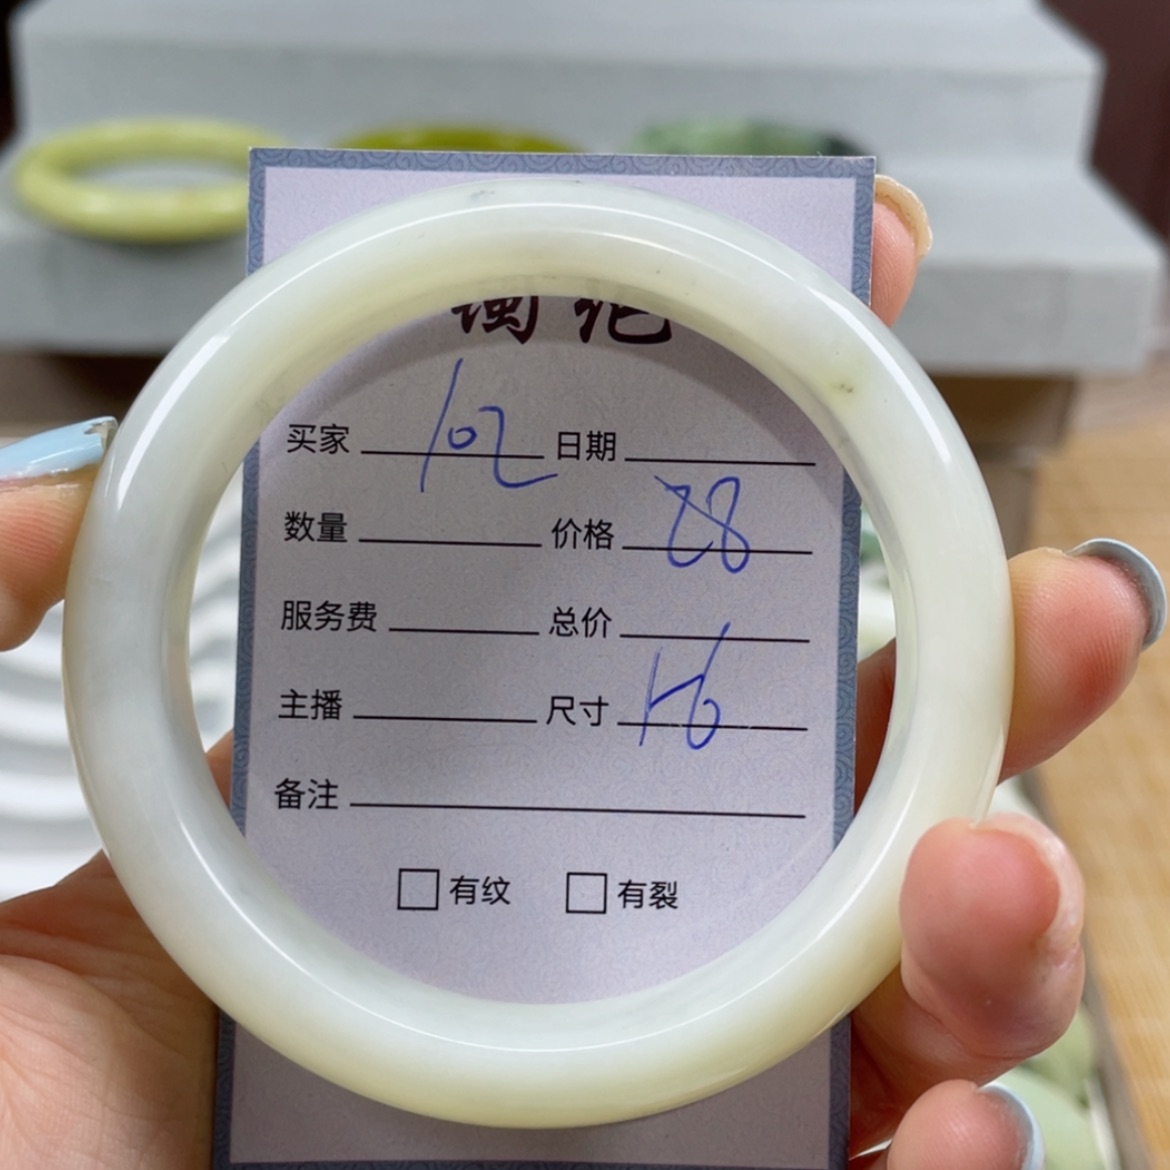 买家 102 日期
数量 价格 28
服务费 总价
主播 尺寸 16
备注
有纹 有裂